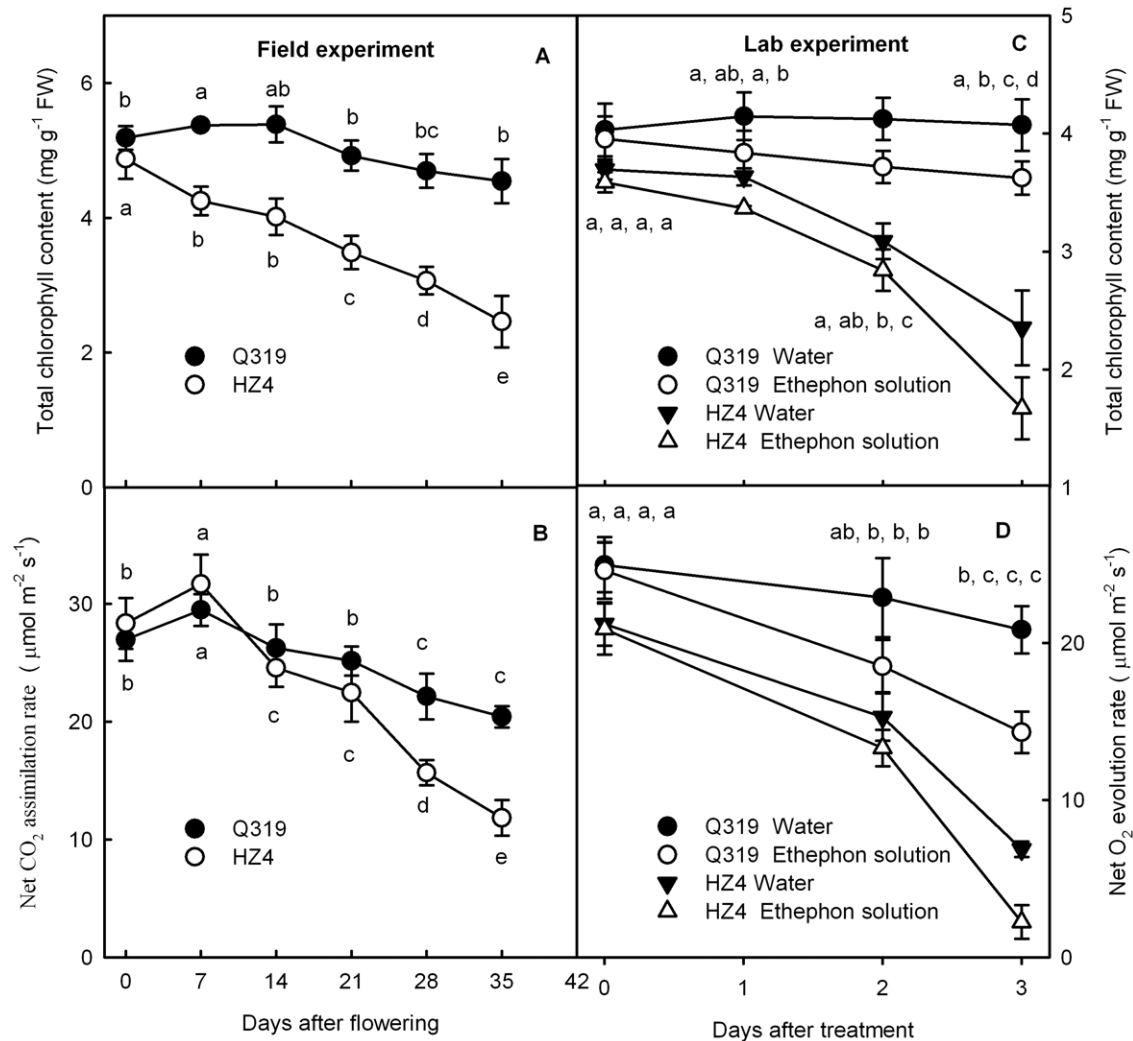 Field experiment
A
Total chlorophyll content (mg g⁻¹ FW)
6
4
2
0
b
a
ab
b
bc
b
a
b
b
c
d
e
Q319
HZ4
Lab experiment
C
a, ab, a, b
a, b, c, d
a, a, a, a
a, ab, b, c
Q319 Water
Q319 Ethephon solution
HZ4 Water
HZ4 Ethephon solution
5
4
3
2
1
Total chlorophyll content (mg g⁻¹ FW)
B
Net CO₂ assimilation rate ( μmol m⁻² s⁻¹)
30
20
10
0
b
a
b
b
c
c
b
a
c
c
d
e
Q319
HZ4
0 7 14 21 28 35 42
Days after flowering
D
a, a, a, a
ab, b, b, b
b, c, c, c
Q319 Water
Q319 Ethephon solution
HZ4 Water
HZ4 Ethephon solution
20
10
0
Net O₂ evolution rate ( μmol m⁻² s⁻¹)
0 1 2 3
Days after treatment